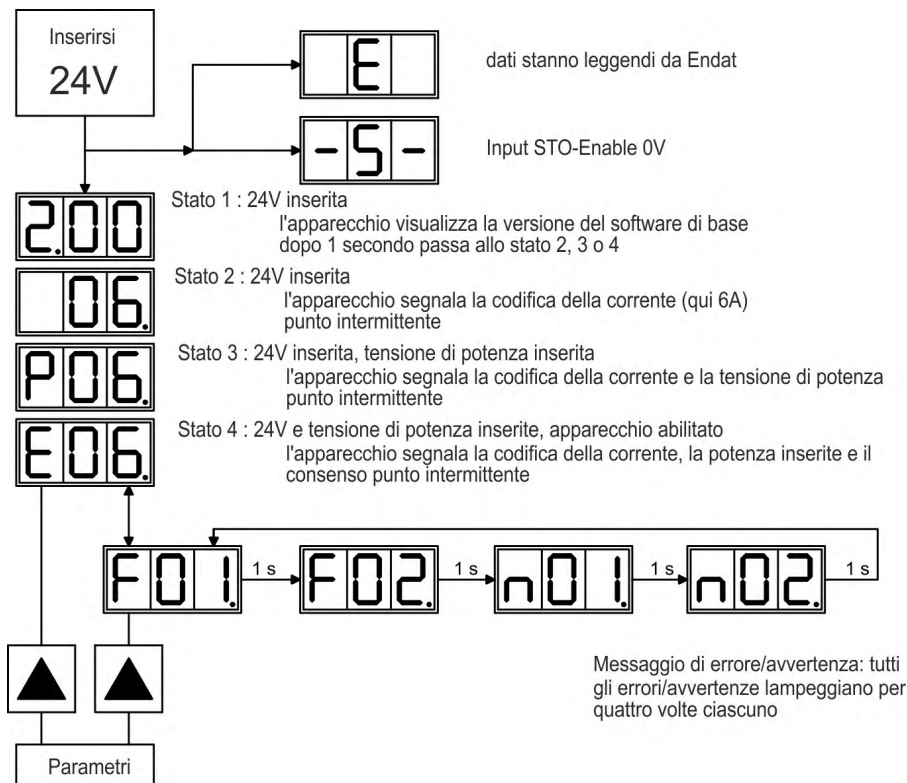 Inserirsi
24V
E
dati stanno leggendi da Endat
- S -
Input STO-Enable 0V
2.00
Stato 1 : 24V inserita
l'apparecchio visualizza la versione del software di base
dopo 1 secondo passa allo stato 2, 3 o 4
06.
Stato 2 : 24V inserita
l'apparecchio segnala la codifica della corrente (qui 6A)
punto intermittente
P06.
Stato 3 : 24V inserita, tensione di potenza inserita
l'apparecchio segnala la codifica della corrente e la tensione di potenza
punto intermittente
E06.
Stato 4 : 24V e tensione di potenza inserite, apparecchio abilitato
l'apparecchio segnala la codifica della corrente, la potenza inserite e il
consenso punto intermittente
F01. 1 s F02. 1 s n01. 1 s n02. 1 s
Messaggio di errore/avvertenza: tutti
gli errori/avvertenze lampeggiano per
quattro volte ciascuno
Parametri